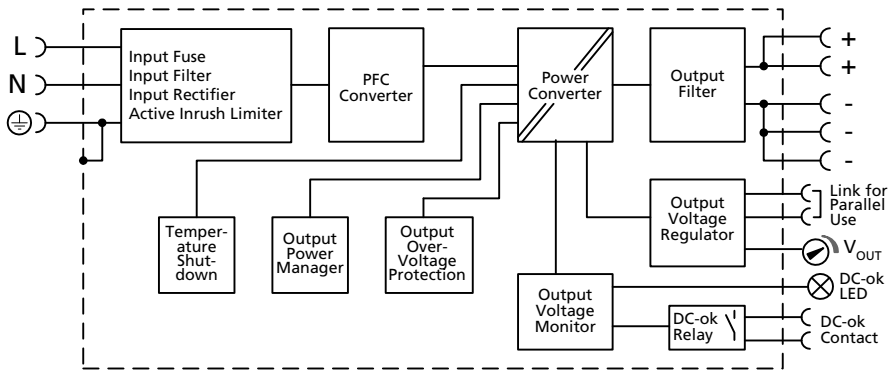 L
N
Input Fuse
Input Filter
Input Rectifier
Active Inrush Limiter
PFC
Converter
Power
Converter
Output
Filter
+
+
-
-
-
Temper-
ature
Shut-
down
Output
Power
Manager
Output
Over-
Voltage
Protection
Output
Voltage
Regulator
Link for
Parallel
Use
VOUT
Output
Voltage
Monitor
DC-ok
LED
DC-ok
Relay
DC-ok
Contact